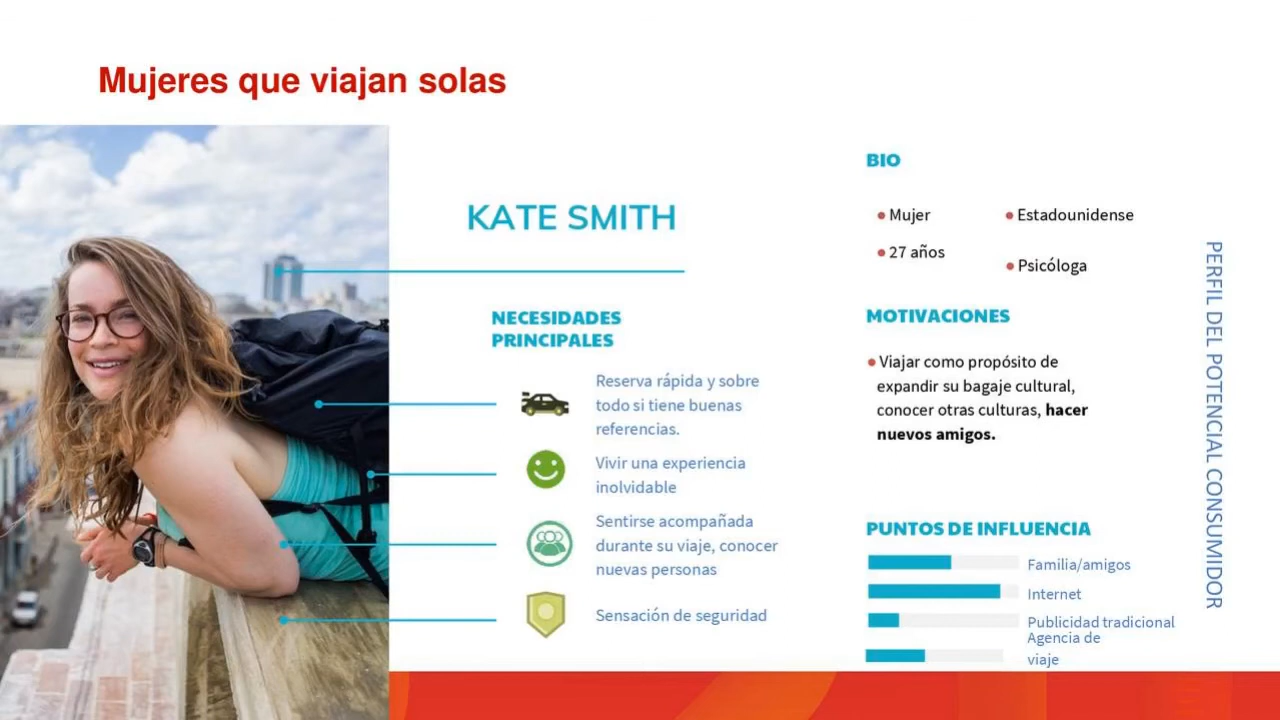 Mujeres que viajan solas
KATE SMITH
NECESIDADES
PRINCIPALES
Reserva rápida y sobre
todo si tiene buenas
referencias.
Vivir una experiencia
inolvidable
Sentirse acompañada
durante su viaje, conocer
nuevas personas
Sensación de seguridad
BIO
Mujer
Estadounidense
27 años
Psicóloga
MOTIVACIONES
Viajar como propósito de
expandir su bagaje cultural,
conocer otras culturas, hacer
nuevos amigos.
PUNTOS DE INFLUENCIA
Familia/amigos
Internet
Publicidad tradicional
Agencia de
viaje
PERFIL DEL POTENCIAL CONSUMIDOR